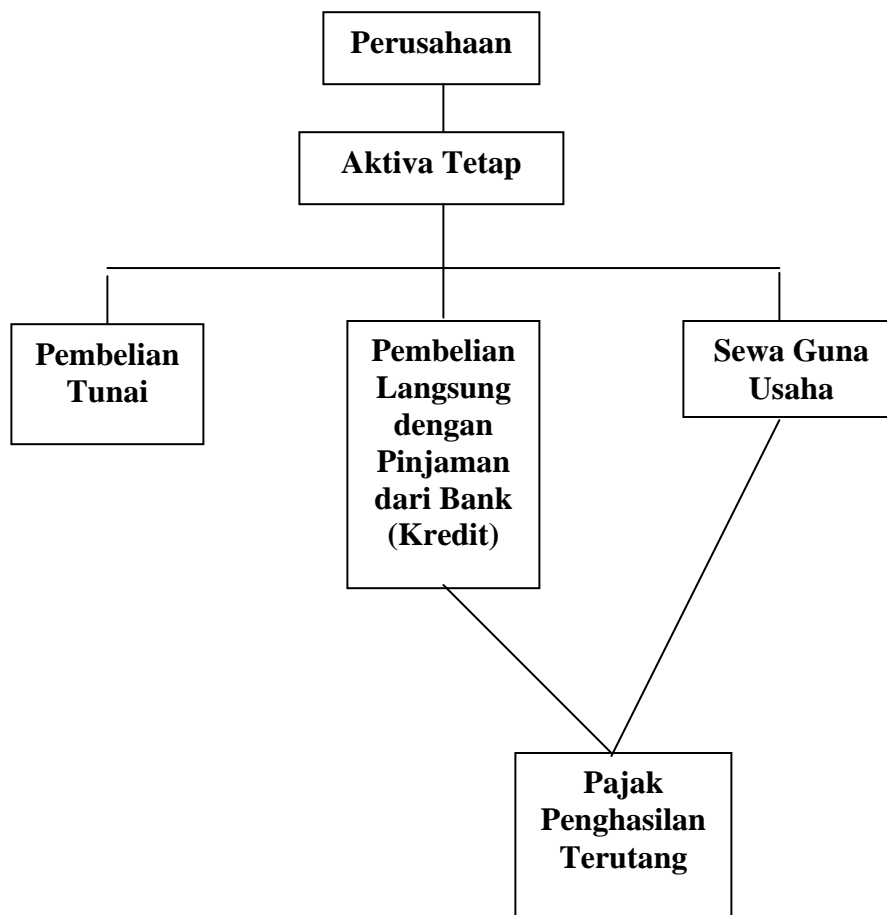 Perusahaan
Aktiva Tetap
Pembelian
Tunai
Pembelian
Langsung
dengan
Pinjaman
dari Bank
(Kredit)
Sewa Guna
Usaha
Pajak
Penghasilan
Terutang